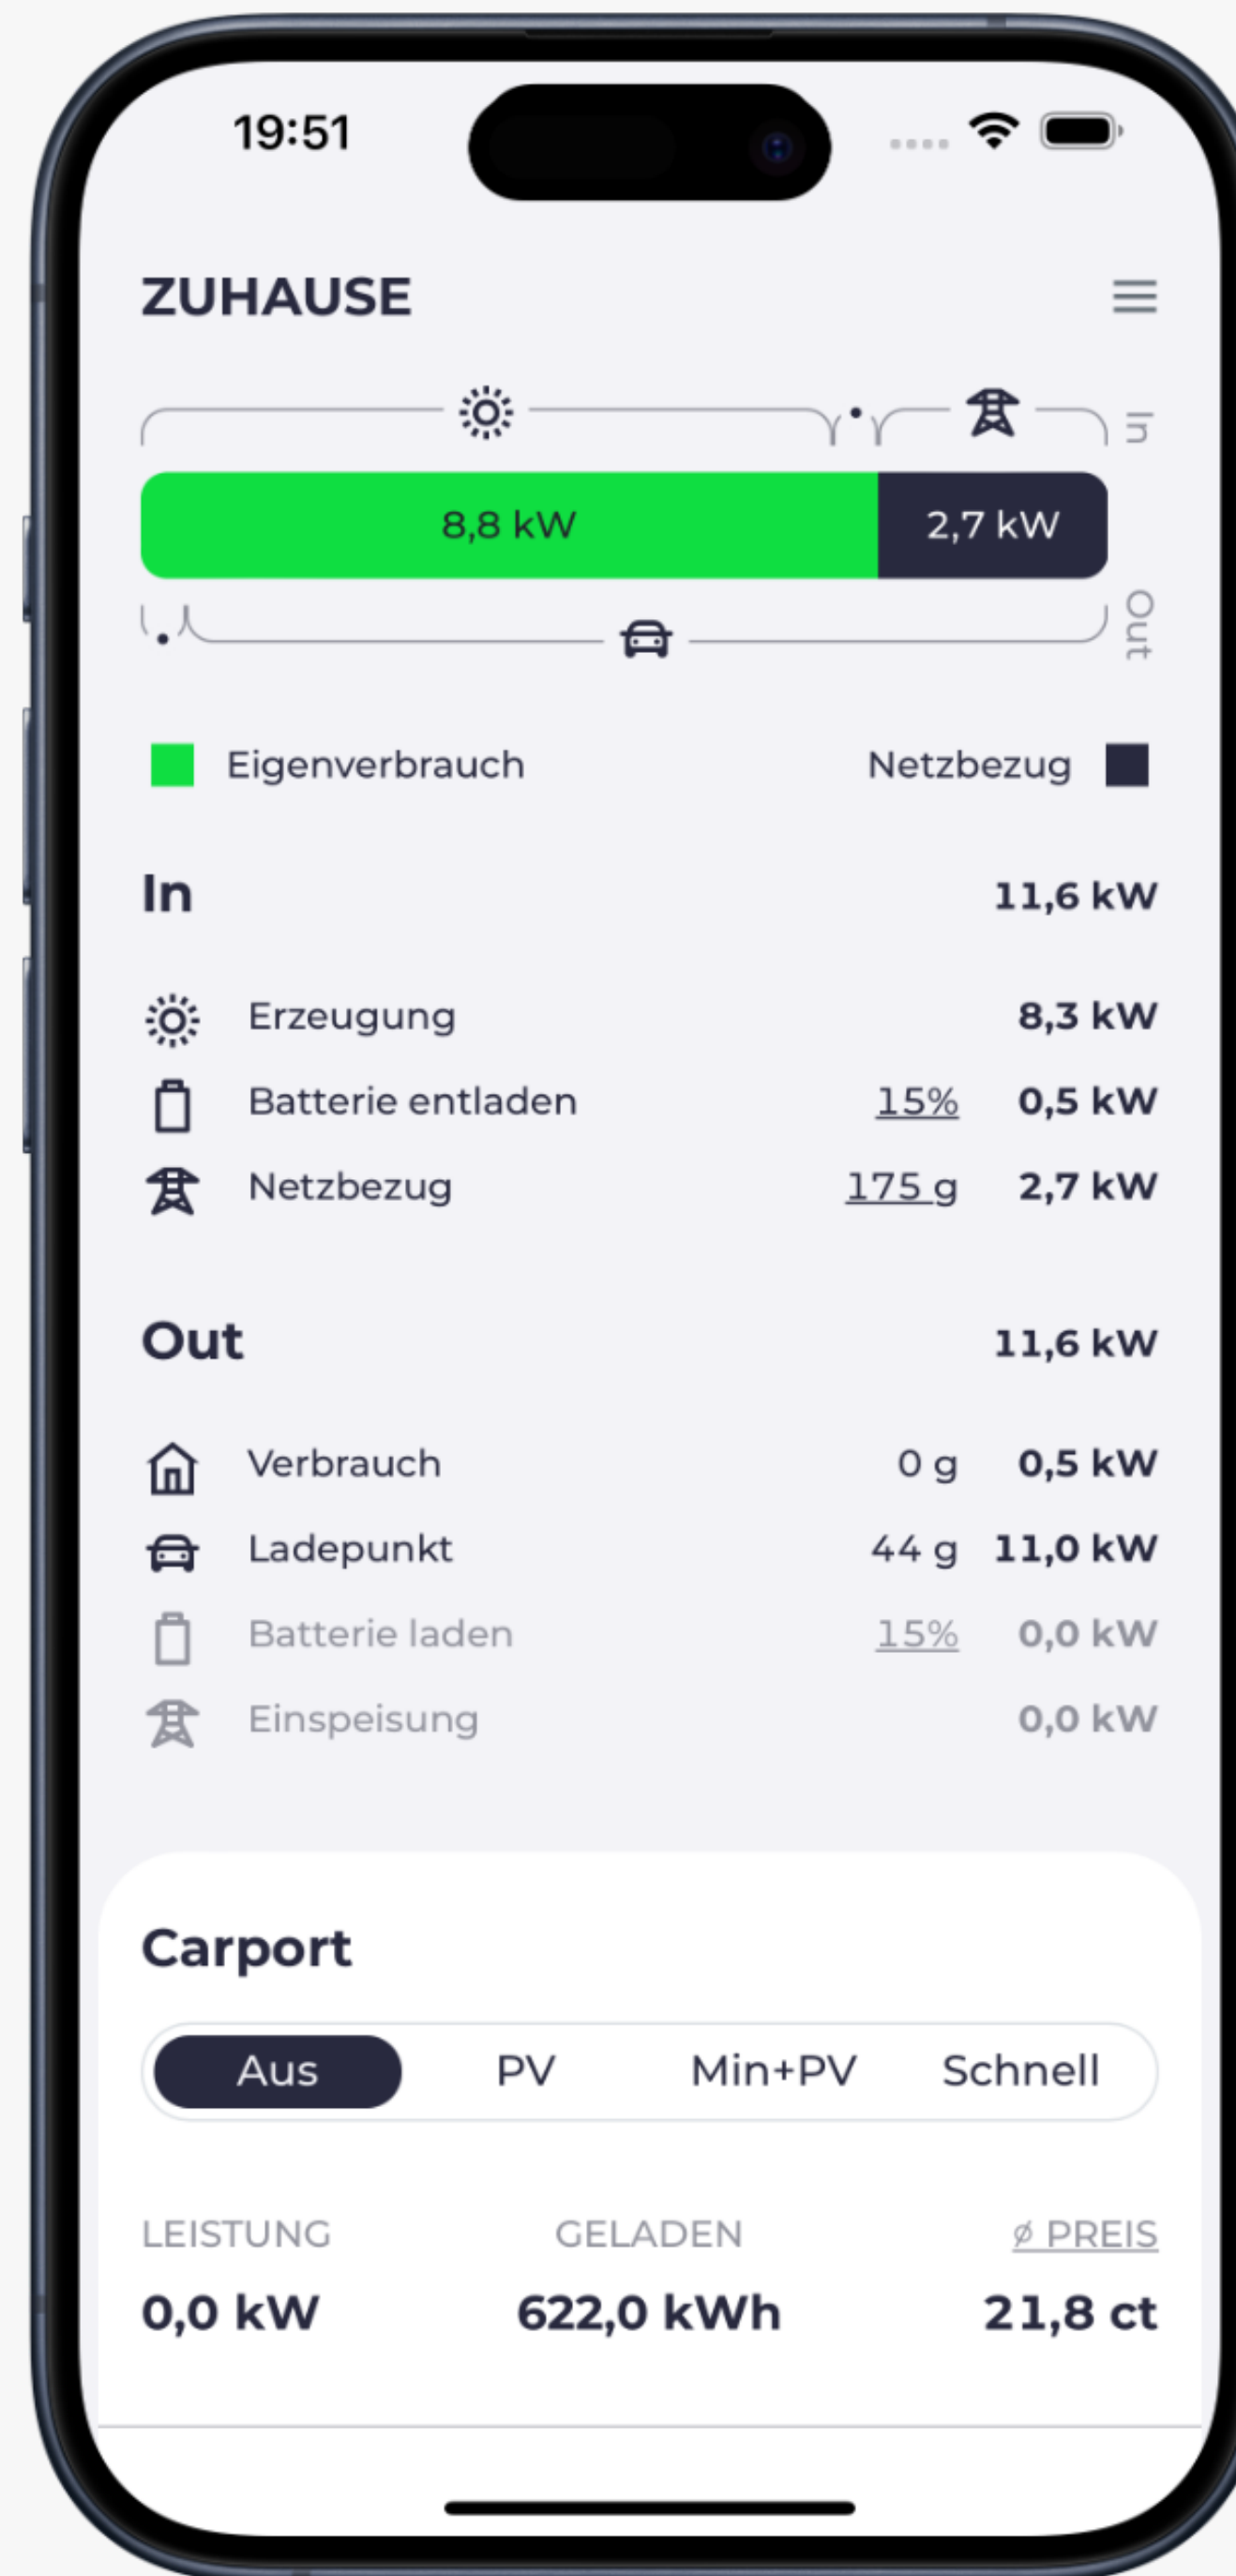 19:51
ZUHAUSE
In
8,8 kW 2,7 kW
Out
Eigenverbrauch Netzbezug
In 11,6 kW
Erzeugung 8,3 kW
Batterie entladen 15% 0,5 kW
Netzbezug 175 g 2,7 kW
Out 11,6 kW
Verbrauch 0 g 0,5 kW
Ladepunkt 44 g 11,0 kW
Batterie laden 15% 0,0 kW
Einspeisung 0,0 kW
Carport
Aus PV Min+PV Schnell
LEISTUNG GELADEN ø PREIS
0,0 kW 622,0 kWh 21,8 ct